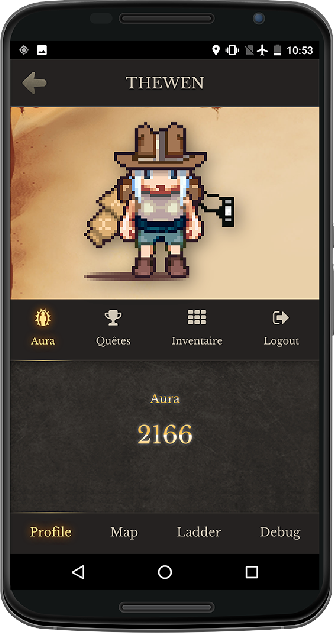 10:53
THEWEN
Aura Quêtes Inventaire Logout
Aura
2166
Profile Map Ladder Debug